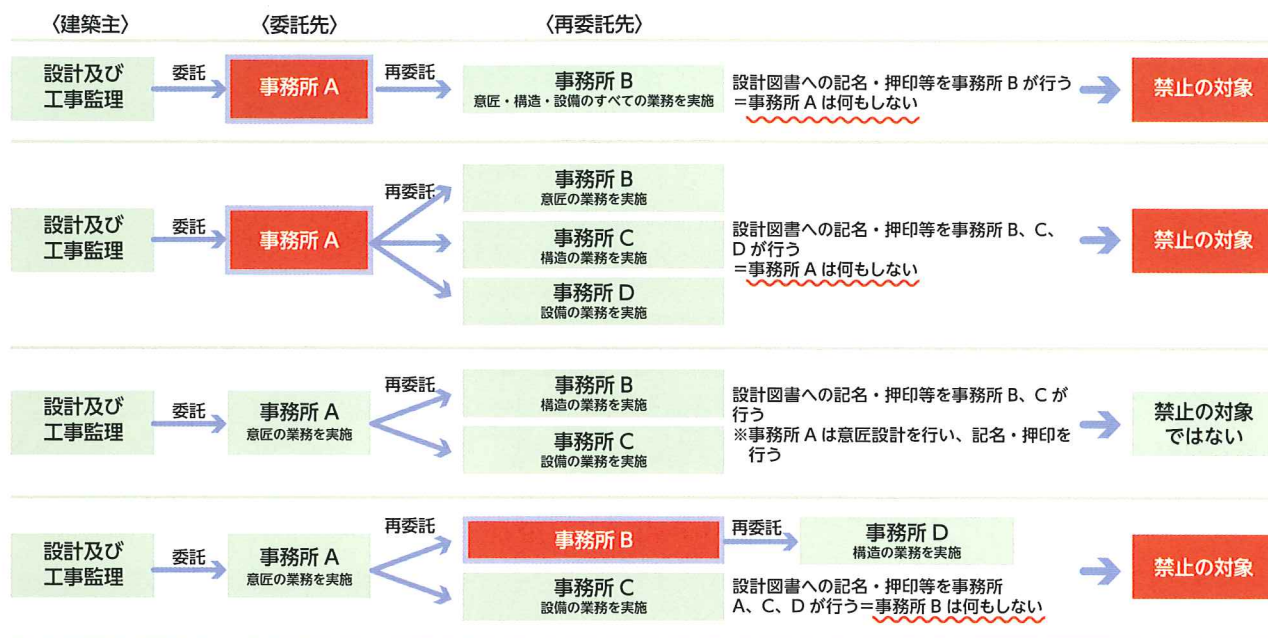 〈建築主〉
〈委託先〉
〈再委託先〉
設計及び
工事監理
委託
事務所 A
再委託
事務所 B
意匠・構造・設備のすべての業務を実施
設計図書への記名・押印等を事務所 B が行う
=事務所 A は何もしない
禁止の対象
設計及び
工事監理
委託
事務所 A
再委託
事務所 B
意匠の業務を実施
事務所 C
構造の業務を実施
事務所 D
設備の業務を実施
設計図書への記名・押印等を事務所 B、C、
D が行う
=事務所 A は何もしない
禁止の対象
設計及び
工事監理
委託
事務所 A
意匠の業務を実施
再委託
事務所 B
構造の業務を実施
事務所 C
設備の業務を実施
設計図書への記名・押印等を事務所 B、C が
行う
※事務所 A は意匠設計を行い、記名・押印を
行う
禁止の対象
ではない
設計及び
工事監理
委託
事務所 A
意匠の業務を実施
再委託
事務所 B
再委託
事務所 D
構造の業務を実施
事務所 C
設備の業務を実施
設計図書への記名・押印等を事務所
A、C、D が行う=事務所 B は何もしない
禁止の対象